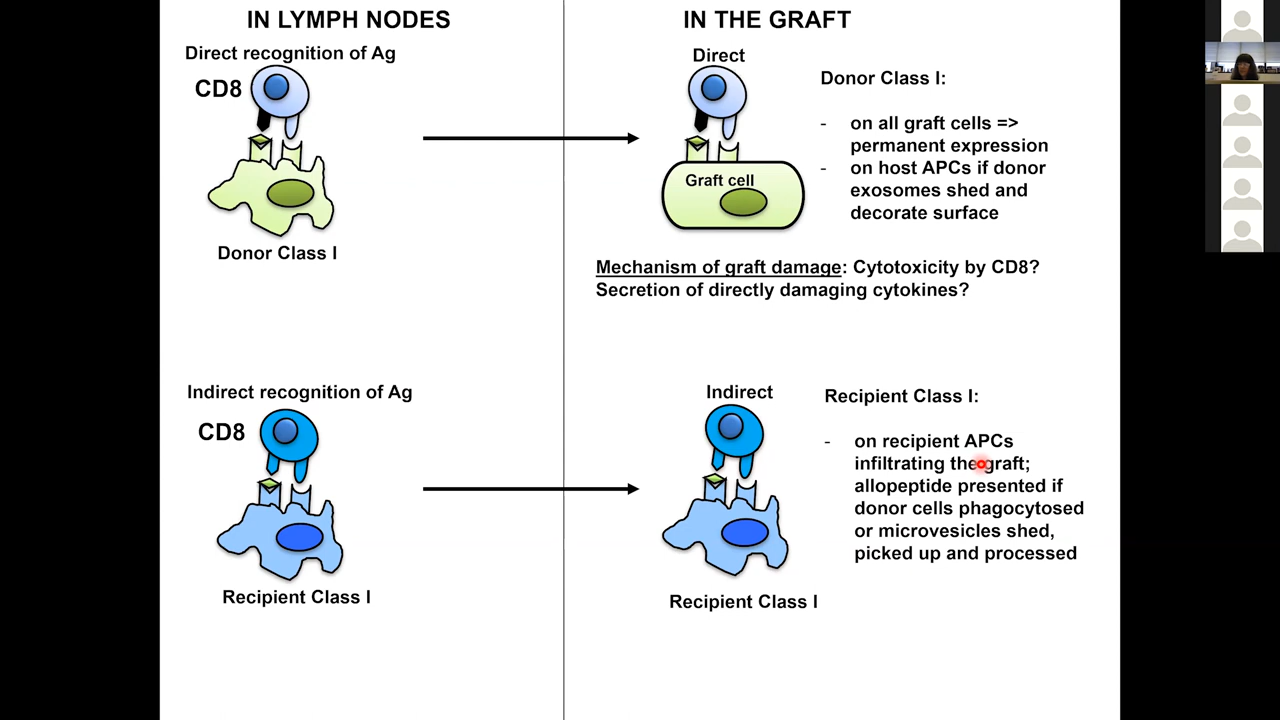 IN LYMPH NODES
Direct recognition of Ag
CD8
Donor Class I
IN THE GRAFT
Direct
Graft cell
Donor Class I:
- on all graft cells =>
permanent expression
- on host APCs if donor
exosomes shed and
decorate surface
Mechanism of graft damage: Cytotoxicity by CD8?
Secretion of directly damaging cytokines?
Indirect recognition of Ag
CD8
Recipient Class I
Indirect
Recipient Class I
Recipient Class I:
- on recipient APCs
infiltrating the graft;
allopeptide presented if
donor cells phagocytosed
or microvesicles shed,
picked up and processed